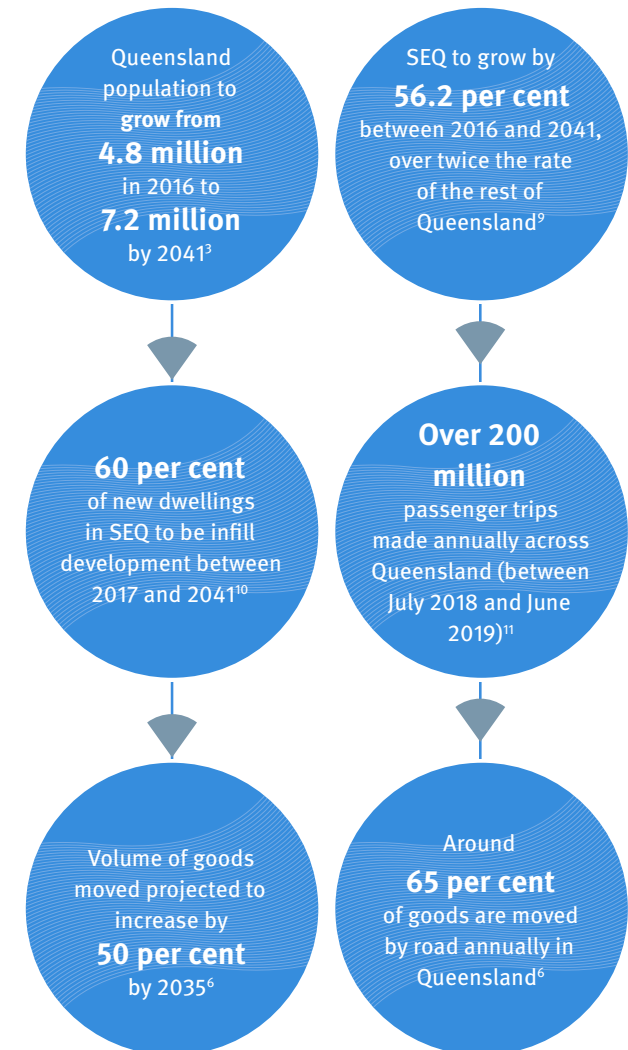 Queensland
population to
grow from
4.8 million
in 2016 to
7.2 million
by 2041³
SEQ to grow by
56.2 per cent
between 2016 and 2041,
over twice the rate
of the rest of
Queensland⁹
60 per cent
of new dwellings
in SEQ to be infill
development between
2017 and 2041¹⁰
Over 200
million
passenger trips
made annually across
Queensland (between
July 2018 and June
2019)¹¹
Volume of goods
moved projected to
increase by
50 per cent
by 2035⁶
Around
65 per cent
of goods are moved
by road annually in
Queensland⁶